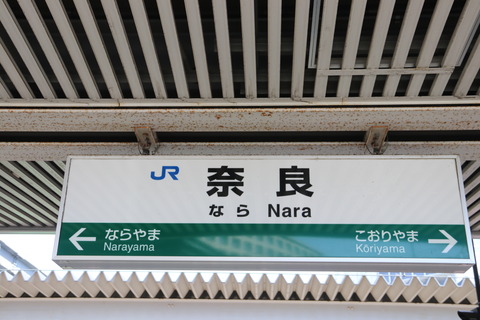 JR 奈良
なら Nara
← ならやま こおりやま →
Narayama Kōriyama